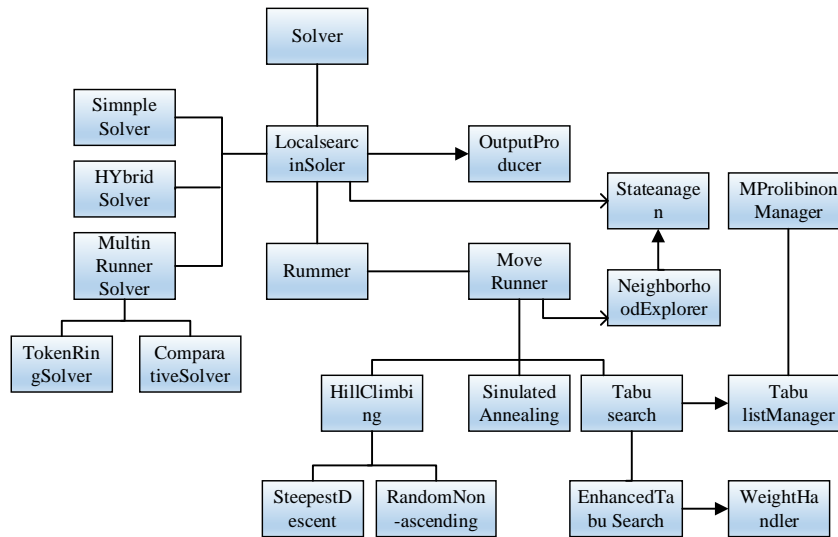 Solver
Simnple
Solver
Localsearc
inSoler
OutputPro
ducer
HYbrid
Solver
Stateanage
n
MProlibinon
Manager
Multin
Runner
Solver
Rummer
Move
Runner
Neighborho
odExplorer
TokenRin
gSolver
Compara
tiveSolver
HillClimb
ing
Sinulated
Annealing
Tabu
search
Tabu
listManager
SteepestD
escent
RandomNon
-ascending
EnhancedTa
bu Search
WeightHa
ndler